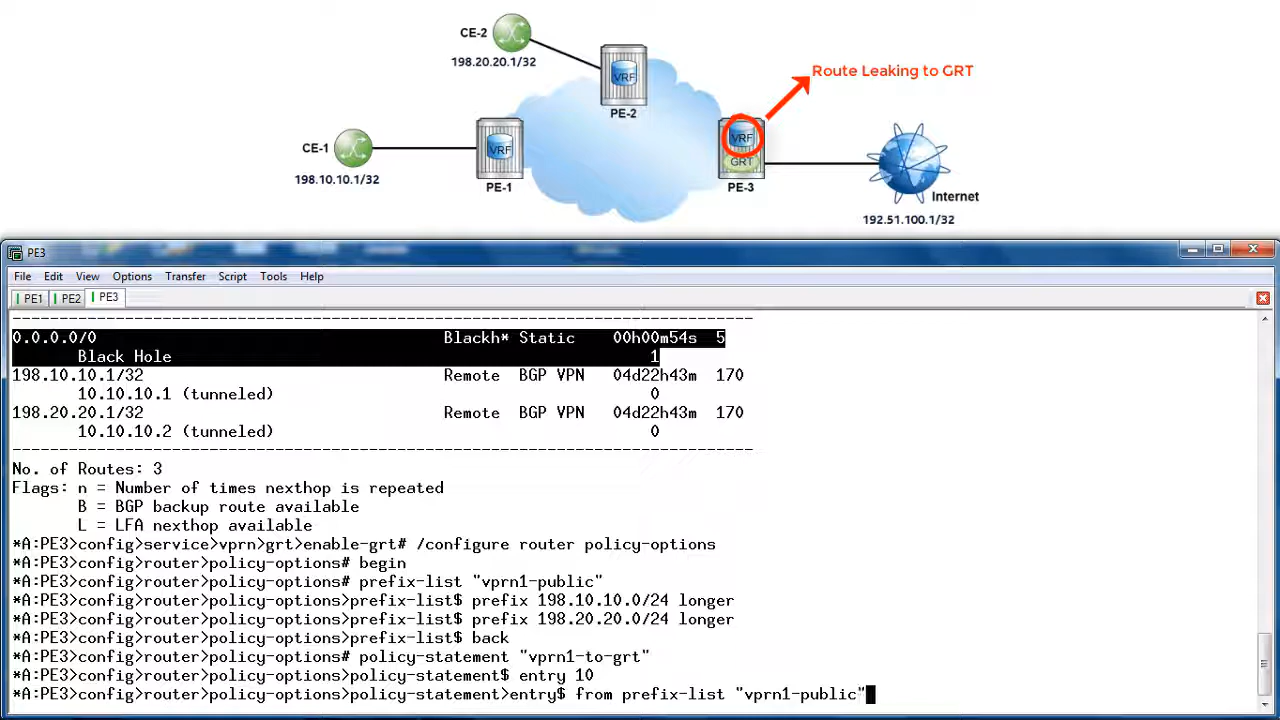 CE-2
198.20.20.1/32
VRF
PE-2
Route Leaking to GRT
CE-1
198.10.10.1/32
VRF
PE-1
VRF
GRT
PE-3
Internet
192.51.100.1/32
PE3
File Edit View Options Transfer Script Tools Help
PE1 PE2 PE3
-------------------------------------------------------------------------------
0.0.0.0/0 Blackh* Static 00h00m54s 5
Black Hole 1
198.10.10.1/32 Remote BGP VPN 04d22h43m 170
10.10.10.1 (tunneled) 0
198.20.20.1/32 Remote BGP VPN 04d22h43m 170
10.10.10.2 (tunneled) 0
-------------------------------------------------------------------------------
No. of Routes: 3
Flags: n = Number of times nexthop is repeated
B = BGP backup route available
L = LFA nexthop available
*A:PE3>config>service>vprn>grt>enable-grt# /configure router policy-options
*A:PE3>config>router>policy-options# begin
*A:PE3>config>router>policy-options# prefix-list "vprn1-public"
*A:PE3>config>router>policy-options>prefix-list$ prefix 198.10.10.0/24 longer
*A:PE3>config>router>policy-options>prefix-list$ prefix 198.20.20.0/24 longer
*A:PE3>config>router>policy-options>prefix-list$ back
*A:PE3>config>router>policy-options# policy-statement "vprn1-to-grt"
*A:PE3>config>router>policy-options>policy-statement$ entry 10
*A:PE3>config>router>policy-options>policy-statement>entry$ from prefix-list "vprn1-public"